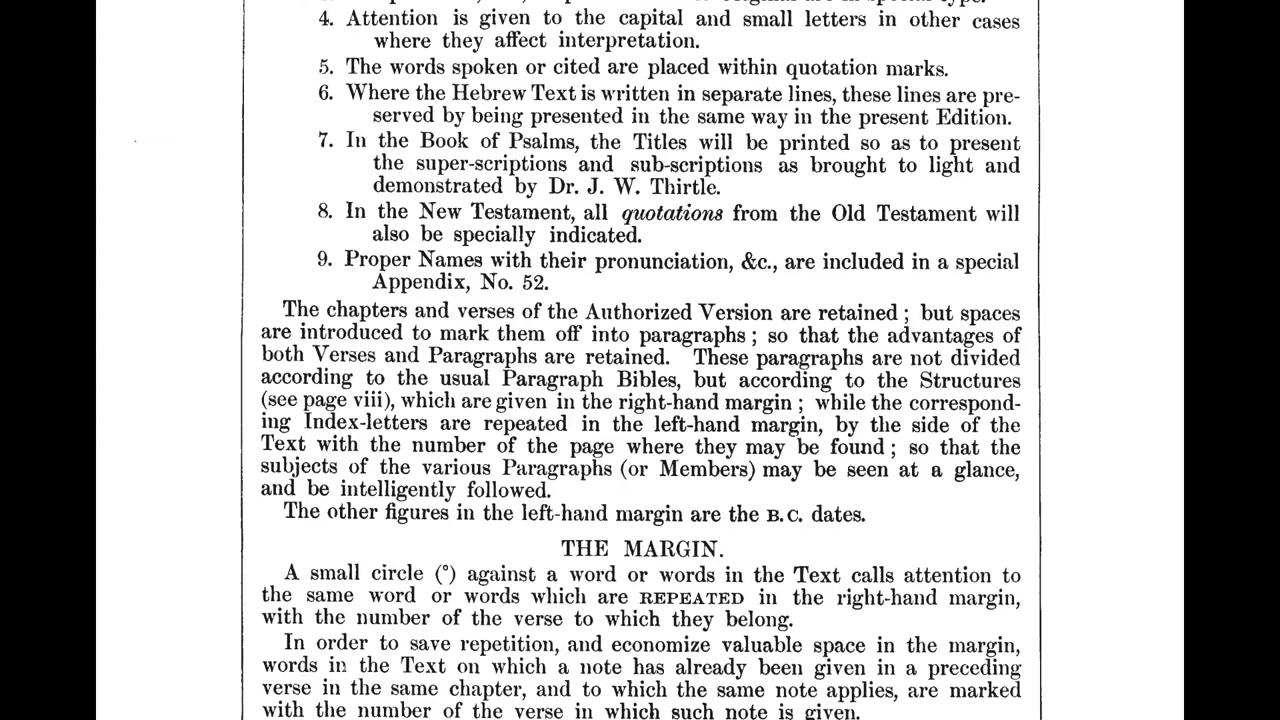 4. Attention is given to the capital and small letters in other cases
where they affect interpretation.
5. The words spoken or cited are placed within quotation marks.
6. Where the Hebrew Text is written in separate lines, these lines are pre-
served by being presented in the same way in the present Edition.
7. In the Book of Psalms, the Titles will be printed so as to present
the super-scriptions and sub-scriptions as brought to light and
demonstrated by Dr. J. W. Thirtle.
8. In the New Testament, all quotations from the Old Testament will
also be specially indicated.
9. Proper Names with their pronunciation, &c., are included in a special
Appendix, No. 52.
The chapters and verses of the Authorized Version are retained; but spaces
are introduced to mark them off into paragraphs; so that the advantages of
both Verses and Paragraphs are retained. These paragraphs are not divided
according to the usual Paragraph Bibles, but according to the Structures
(see page viii), which are given in the right-hand margin; while the correspond-
ing Index-letters are repeated in the left-hand margin, by the side of the
Text with the number of the page where they may be found; so that the
subjects of the various Paragraphs (or Members) may be seen at a glance,
and be intelligently followed.
The other figures in the left-hand margin are the B.C. dates.
THE MARGIN.
A small circle (°) against a word or words in the Text calls attention to
the same word or words which are REPEATED in the right-hand margin,
with the number of the verse to which they belong.
In order to save repetition, and economize valuable space in the margin,
words in the Text on which a note has already been given in a preceding
verse in the same chapter, and to which the same note applies, are marked
with the number of the verse in which such note is given.